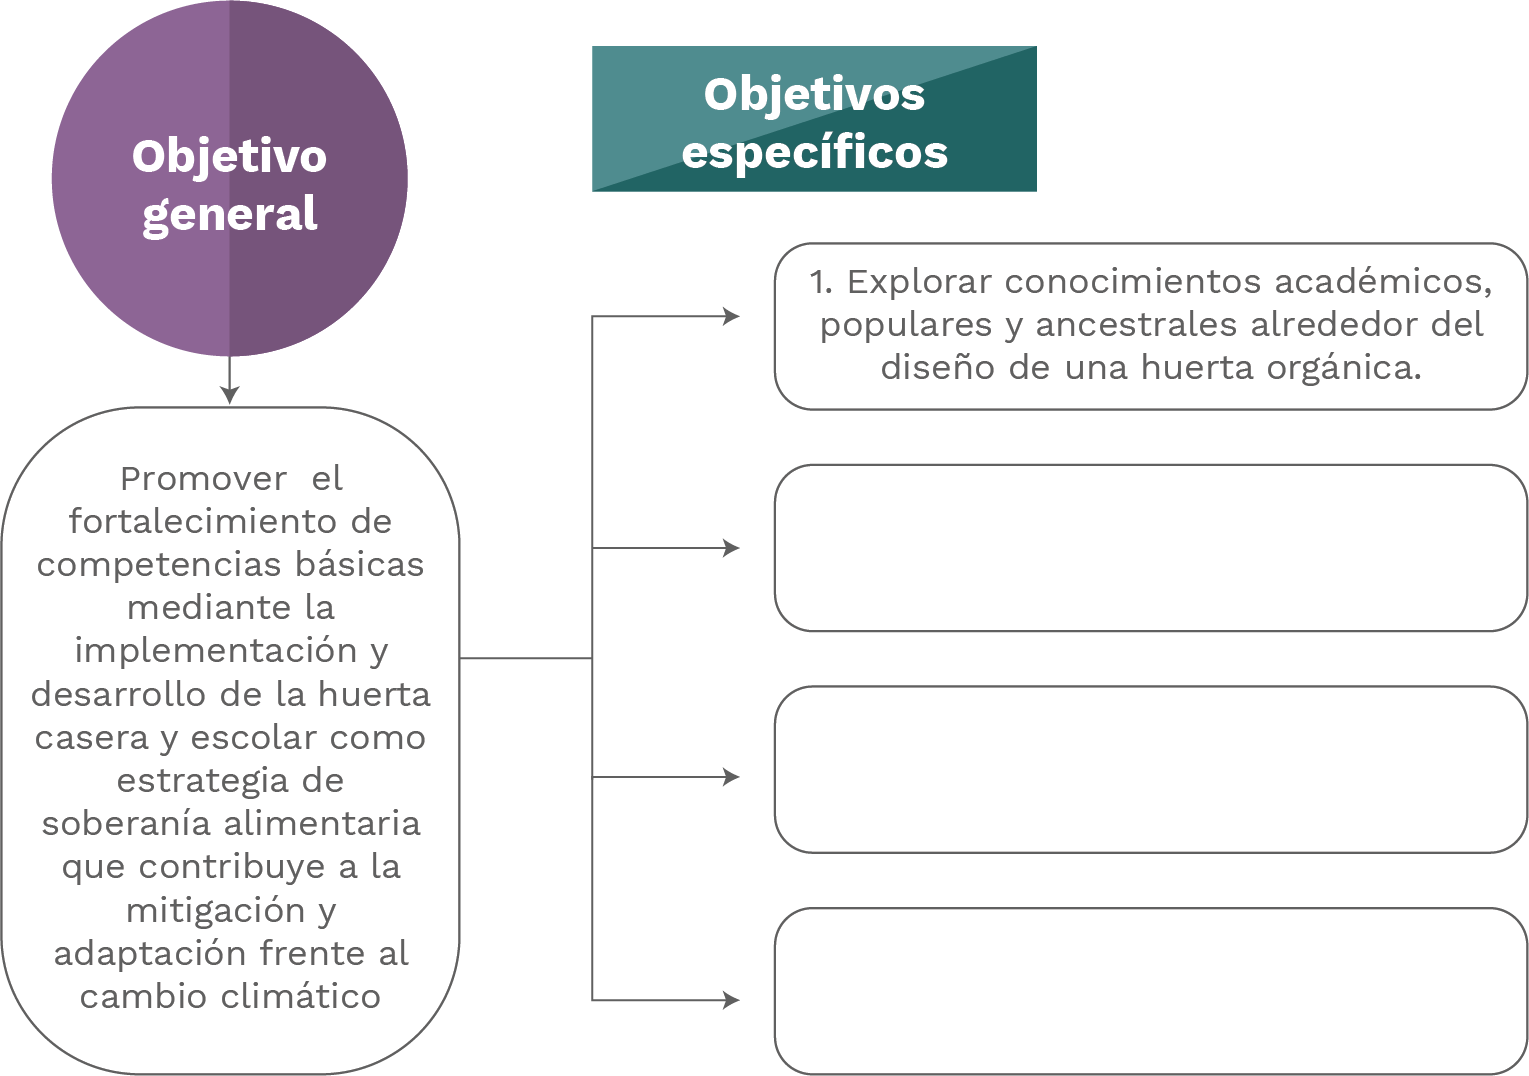 Objetivo
general
Promover  el
fortalecimiento de
competencias básicas
mediante la
implementación y
desarrollo de la huerta
casera y escolar como
estrategia de
soberanía alimentaria
que contribuye a la
mitigación y
adaptación frente al
cambio climático
Objetivos
específicos
1. Explorar conocimientos académicos,
populares y ancestrales alrededor del
diseño de una huerta orgánica.